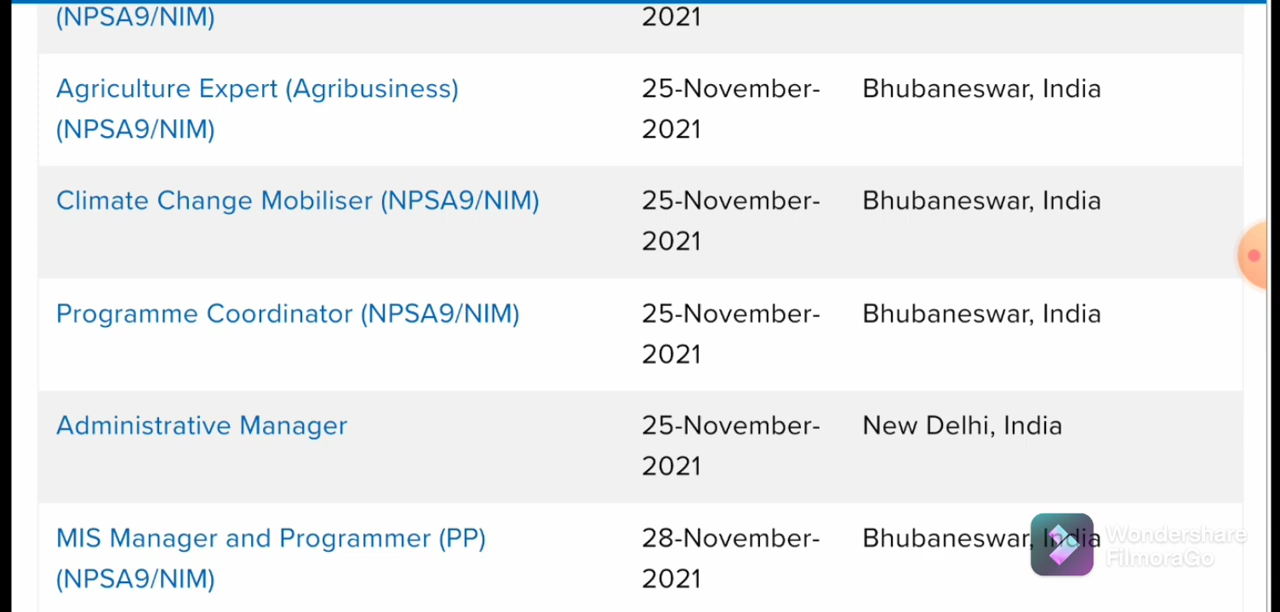 (NPSA9/NIM)
2021
Agriculture Expert (Agribusiness)
(NPSA9/NIM)
25-November-
2021
Bhubaneswar, India
Climate Change Mobiliser (NPSA9/NIM)
25-November-
2021
Bhubaneswar, India
Programme Coordinator (NPSA9/NIM)
25-November-
2021
Bhubaneswar, India
Administrative Manager
25-November-
2021
New Delhi, India
MIS Manager and Programmer (PP)
(NPSA9/NIM)
28-November-
2021
Bhubaneswar, India
Wondershare
FilmoraGo